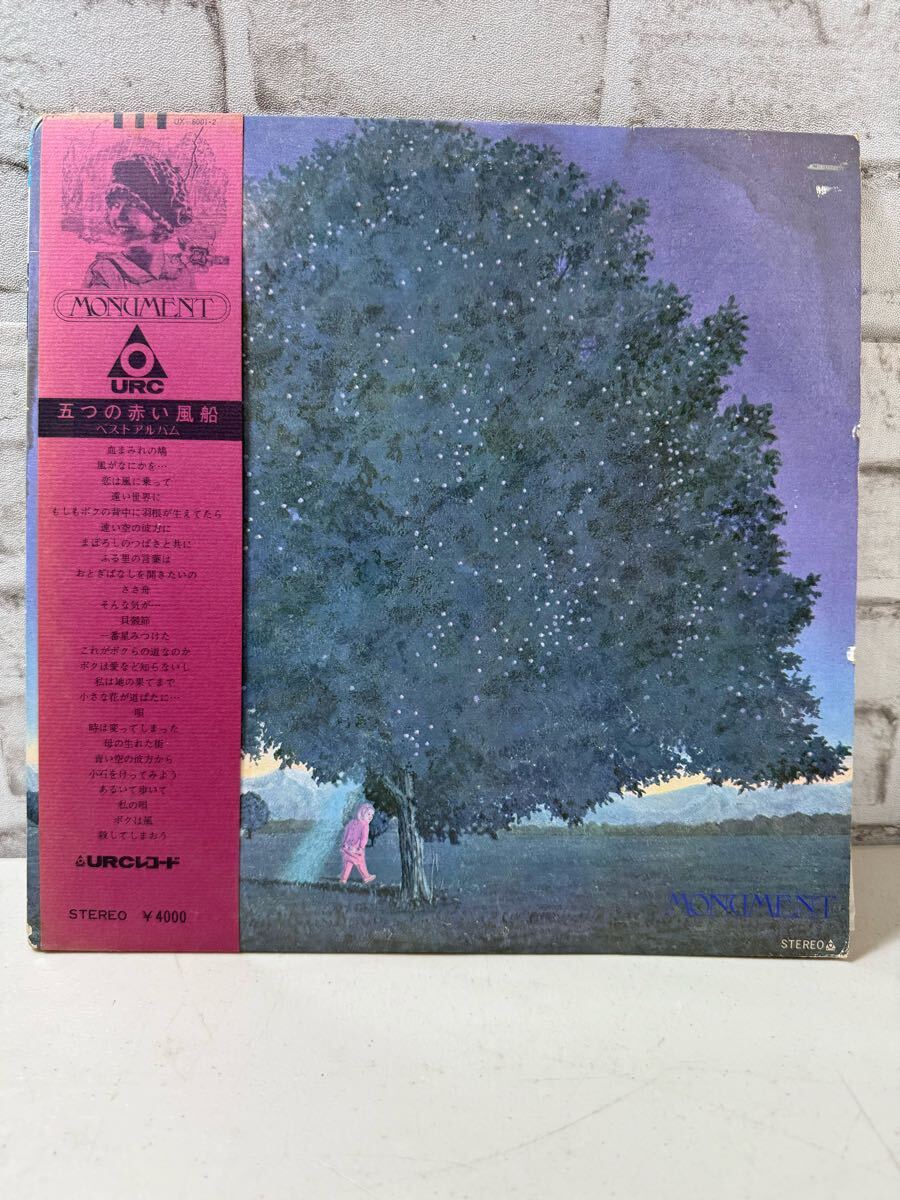 UX-8001・2
MONUMENT
URC
五つの赤い風船
ベストアルバム
血まみれの鳩
風がなにかを…
恋は風に乗って
遠い世界に
もしもボクの背中に羽根が生えてたら
遠い空の彼方に
まぼろしのつばさと共に
ふる里の言葉は
おとぎばなしを聞きたいの
ささ舟
そんな気が…
貝殻節
一番星みつけた
これがボクらの道なのか
ボクは愛など知らないし
私は地の果てまで
小さな花が道ばたに…
唄
時は変ってしまった
母の生れた街
青い空の彼方から
小石をけってみよう
あるいて歩いて
私の唄
ボクは風
殺してしまおう
URCレコード
STEREO ¥4000
MONUMENT
STEREO